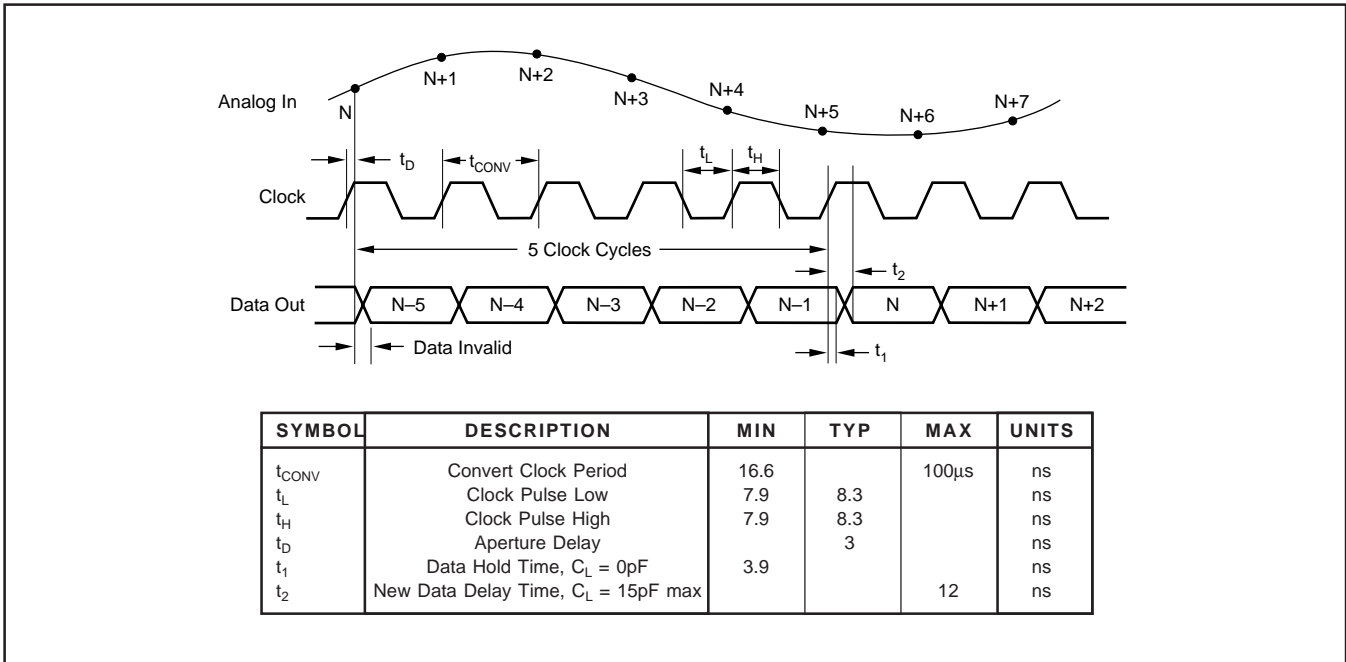 N+1
N+2
N+3
N+4
N+5
N+6
N+7
Analog In
N
tD
tCONV
tL
tH
Clock
5 Clock Cycles
t2
Data Out
N–5
N–4
N–3
N–2
N–1
N
N+1
N+2
Data Invalid
t1
SYMBOL DESCRIPTION MIN TYP MAX UNITS
tCONV Convert Clock Period 16.6 100µs ns
tL Clock Pulse Low 7.9 8.3 ns
tH Clock Pulse High 7.9 8.3 ns
tD Aperture Delay 3 ns
t1 Data Hold Time, CL = 0pF 3.9 ns
t2 New Data Delay Time, CL = 15pF max 12 ns